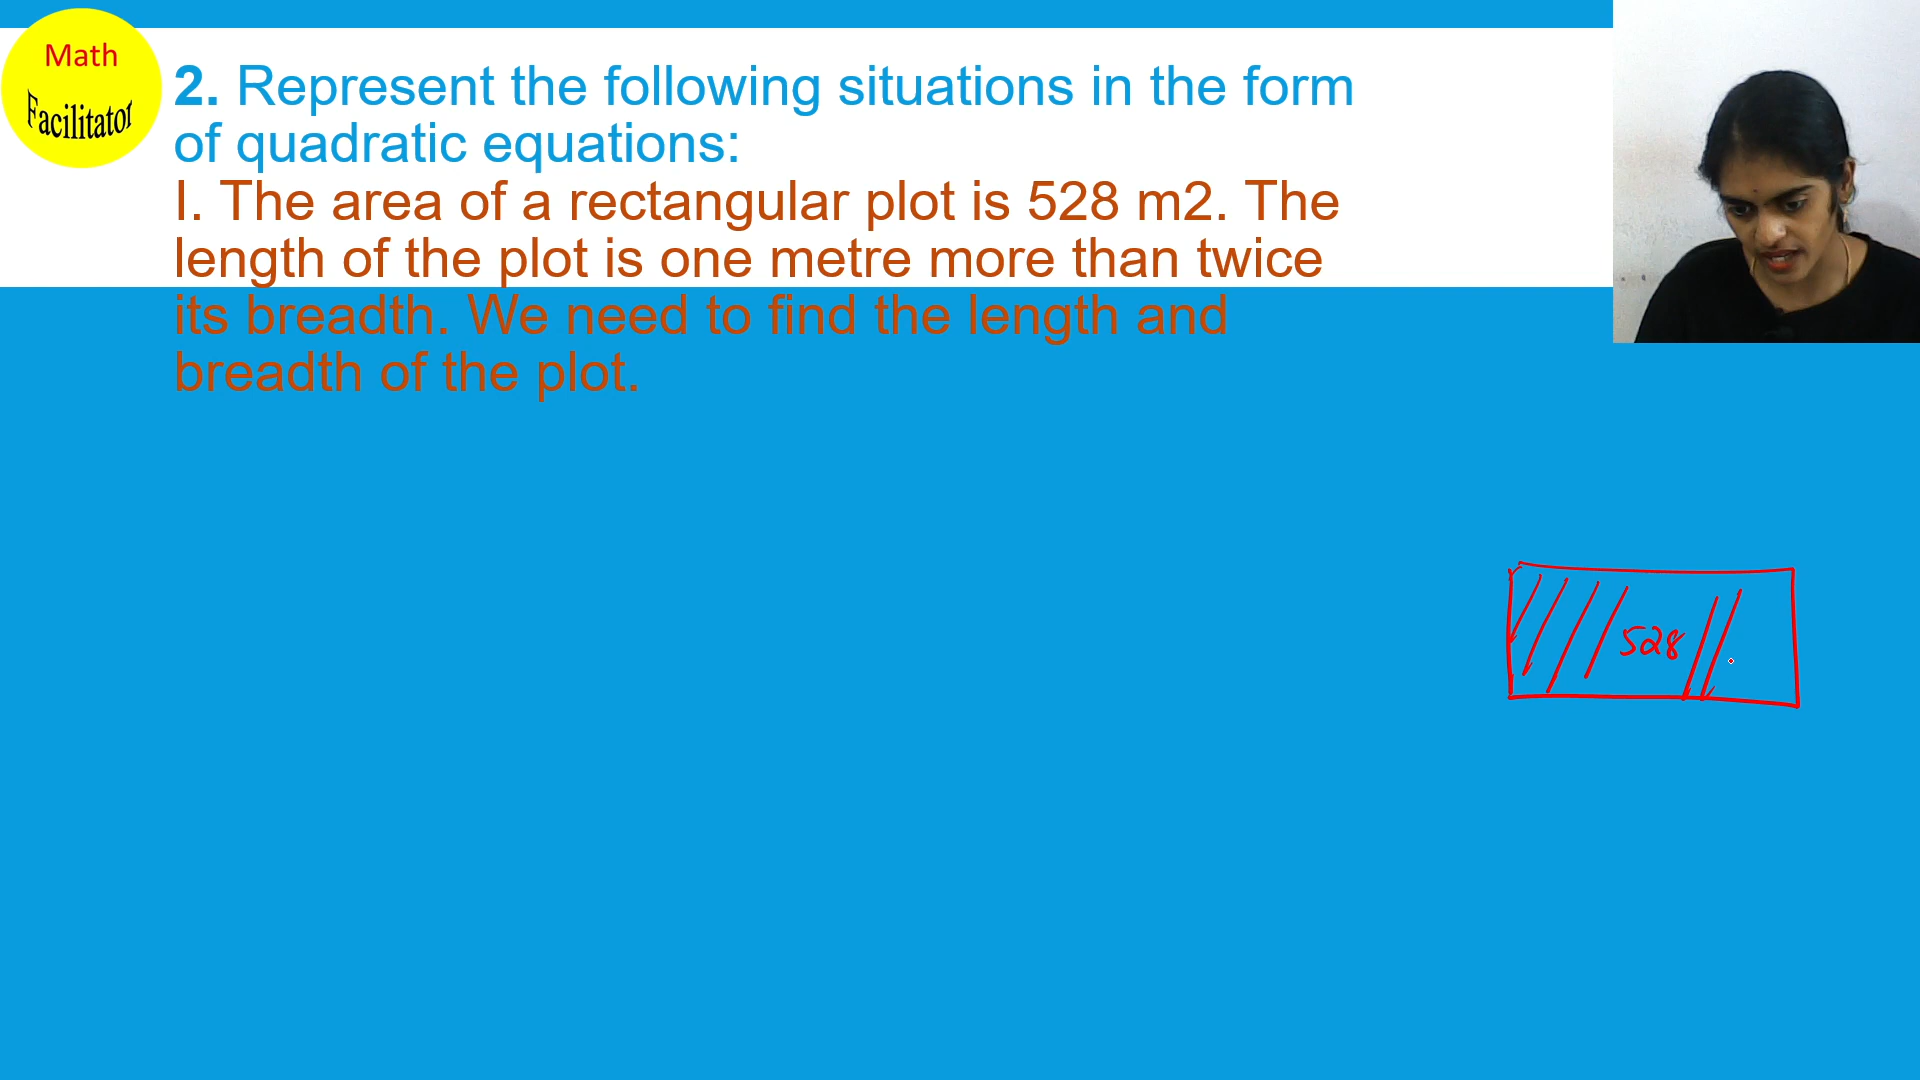 Math
Facilitator
2. Represent the following situations in the form
of quadratic equations:
I. The area of a rectangular plot is 528 m2. The
length of the plot is one metre more than twice
its breadth. We need to find the length and
breadth of the plot.
528